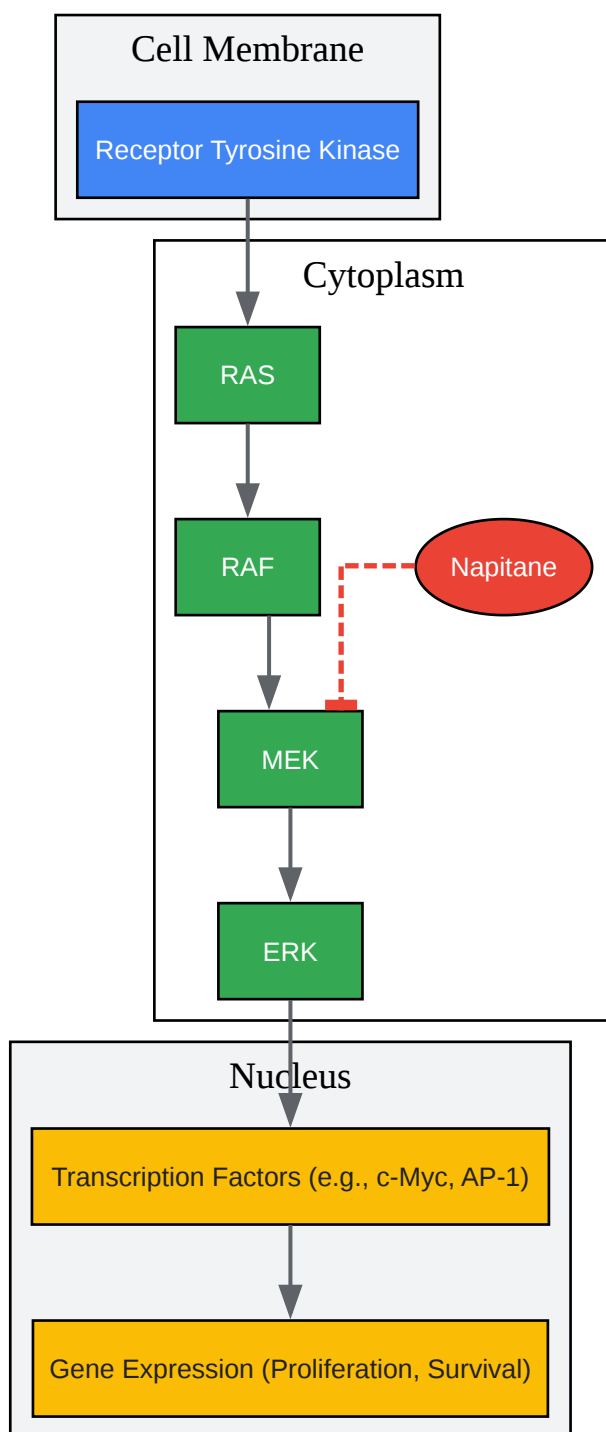 Cell Membrane
Receptor Tyrosine Kinase
Cytoplasm
RAS
RAF
Napitane
MEK
ERK
Nucleus
Transcription Factors (e.g., c-Myc, AP-1)
Gene Expression (Proliferation, Survival)